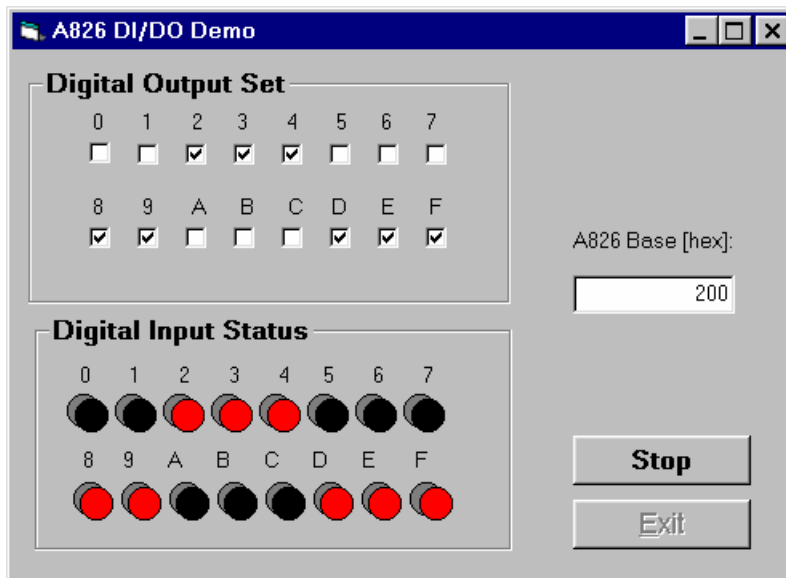 A826 DI/DO Demo
Digital Output Set
0 1 2 3 4 5 6 7
8 9 A B C D E F
A826 Base [hex]:
200
Digital Input Status
0 1 2 3 4 5 6 7
8 9 A B C D E F
Stop
Exit